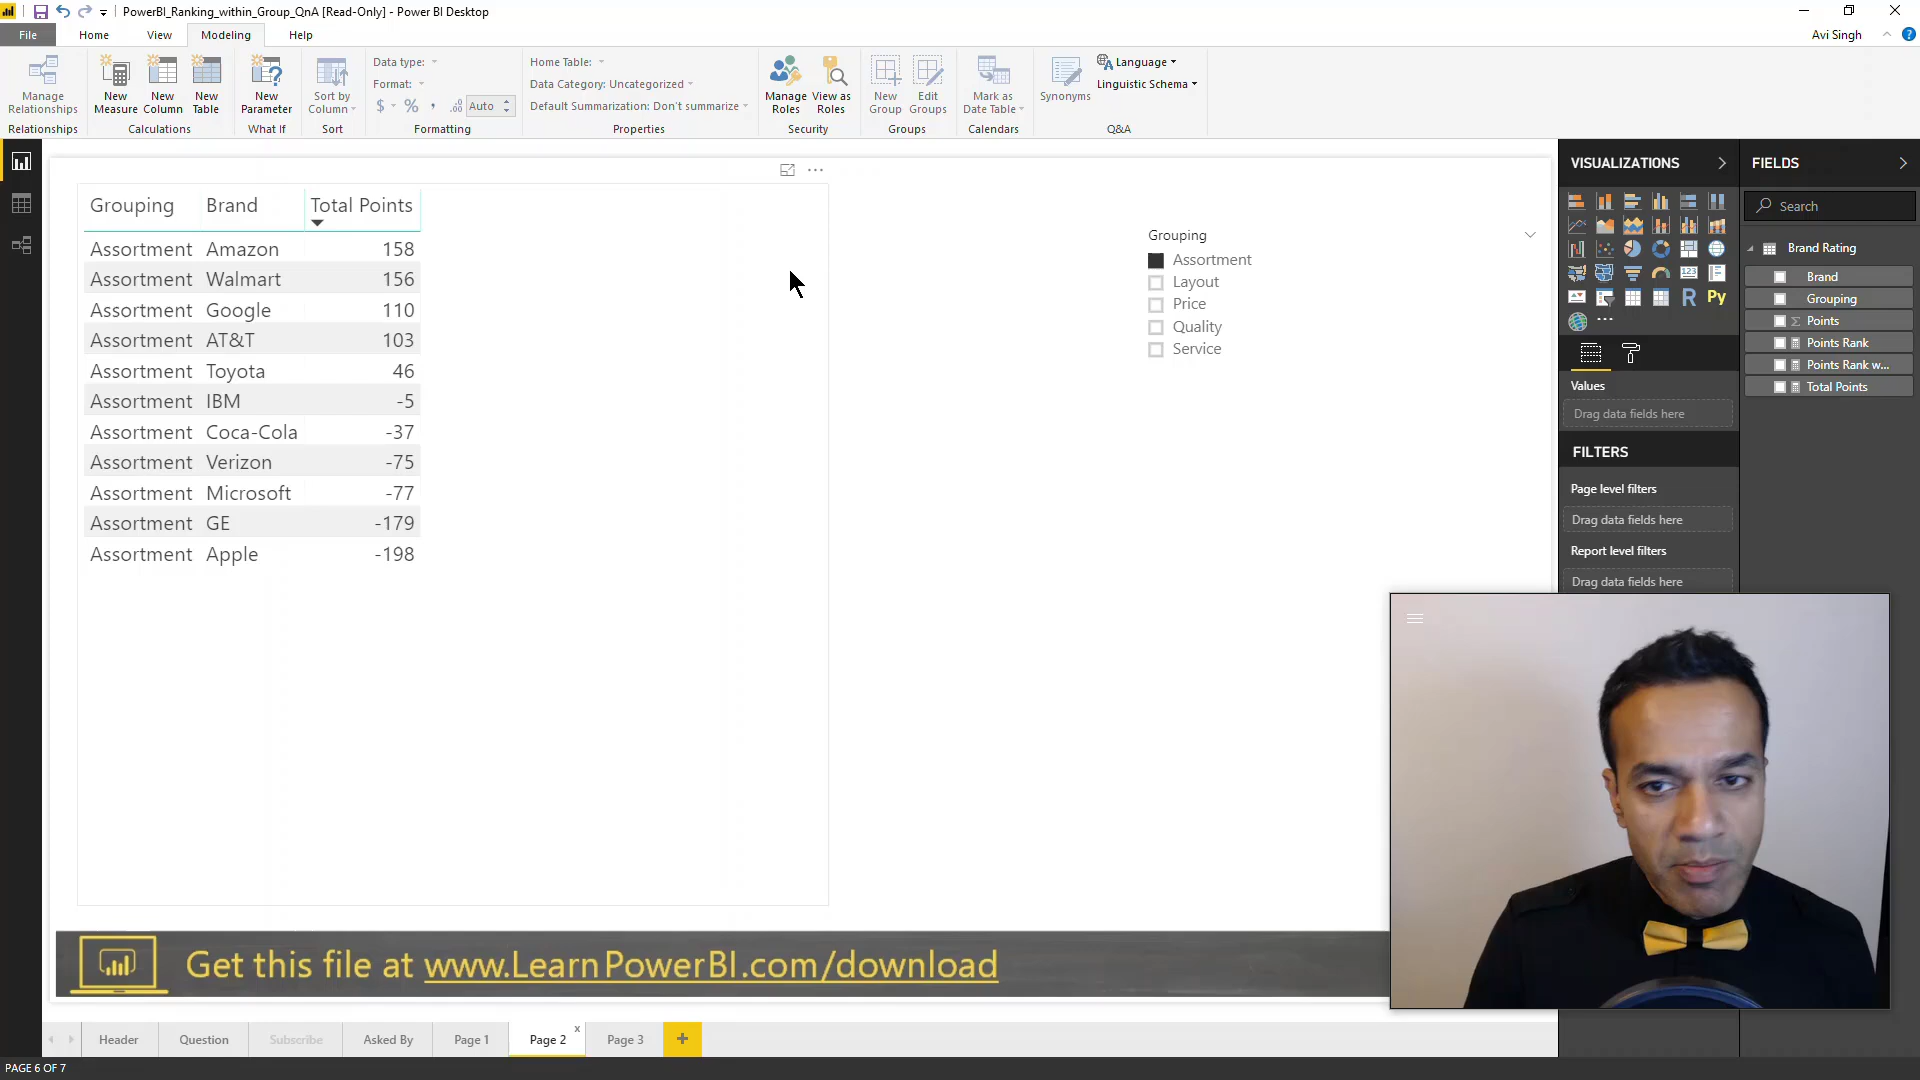 PowerBI_Ranking_within_Group_QnA [Read-Only] - Power BI Desktop
File Home View Modeling Help Avi Singh
Manage Relationships
Relationships
New Measure
New Column
New Table
Calculations
New Parameter
What If
Sort by Column
Sort
Data type:
Format:
$ % , .00 Auto
Formatting
Home Table:
Data Category: Uncategorized
Default Summarization: Don't summarize
Properties
Manage Roles
View as Roles
Security
New Group
Edit Groups
Groups
Mark as Date Table
Calendars
Synonyms
Language
Linguistic Schema
Q&A
Grouping Brand Total Points
Assortment Amazon 158
Assortment Walmart 156
Assortment Google 110
Assortment AT&T 103
Assortment Toyota 46
Assortment IBM -5
Assortment Coca-Cola -37
Assortment Verizon -75
Assortment Microsoft -77
Assortment GE -179
Assortment Apple -198
Grouping
Assortment
Layout
Price
Quality
Service
VISUALIZATIONS
123
R Py
Values
Drag data fields here
FILTERS
Page level filters
Drag data fields here
Report level filters
Drag data fields here
FIELDS
Search
Brand Rating
Brand
Grouping
Σ Points
Points Rank
Points Rank w...
Total Points
Get this file at www.LearnPowerBI.com/download
Header Question Subscribe Asked By Page 1 Page 2 x Page 3 +
PAGE 6 OF 7